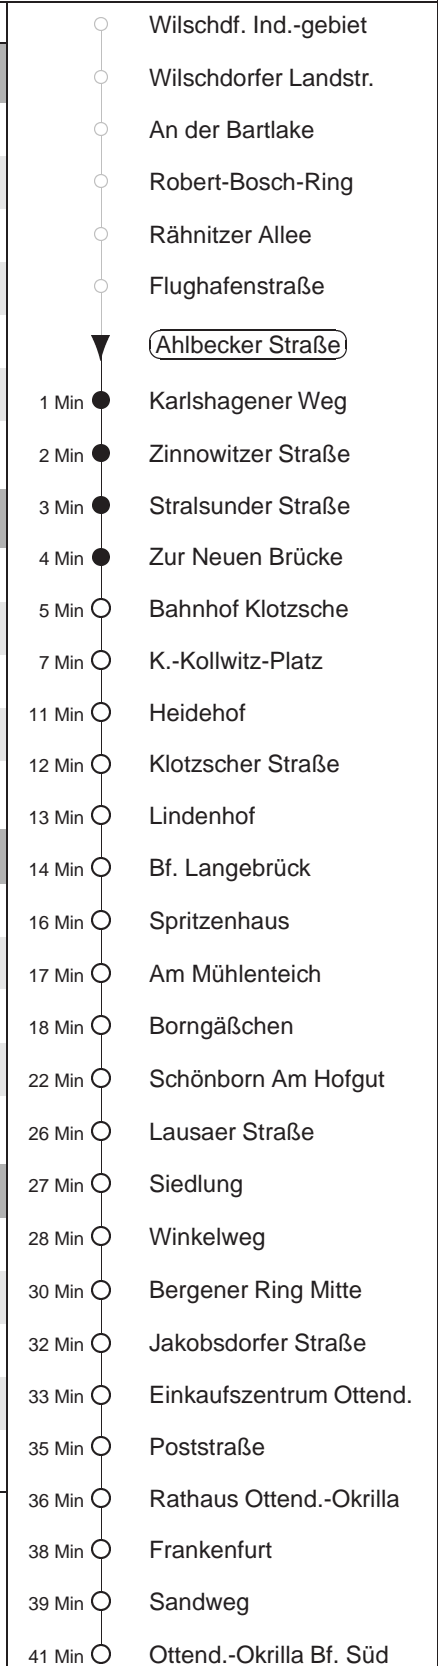 Wilschdf. Ind.-gebiet
Wilschdorfer Landstr.
An der Bartlake
Robert-Bosch-Ring
Rähnitzer Allee
Flughafenstraße
Ahlbecker Straße
1 Min Karlshagener Weg
2 Min Zinnowitzer Straße
3 Min Stralsunder Straße
4 Min Zur Neuen Brücke
5 Min Bahnhof Klotzsche
7 Min K.-Kollwitz-Platz
11 Min Heidehof
12 Min Klotzscher Straße
13 Min Lindenhof
14 Min Bf. Langebrück
16 Min Spritzenhaus
17 Min Am Mühlenteich
18 Min Borngäßchen
22 Min Schönborn Am Hofgut
26 Min Lausaer Straße
27 Min Siedlung
28 Min Winkelweg
30 Min Bergener Ring Mitte
32 Min Jakobsdorfer Straße
33 Min Einkaufszentrum Ottend.
35 Min Poststraße
36 Min Rathaus Ottend.-Okrilla
38 Min Frankenfurt
39 Min Sandweg
41 Min Ottend.-Okrilla Bf. Süd